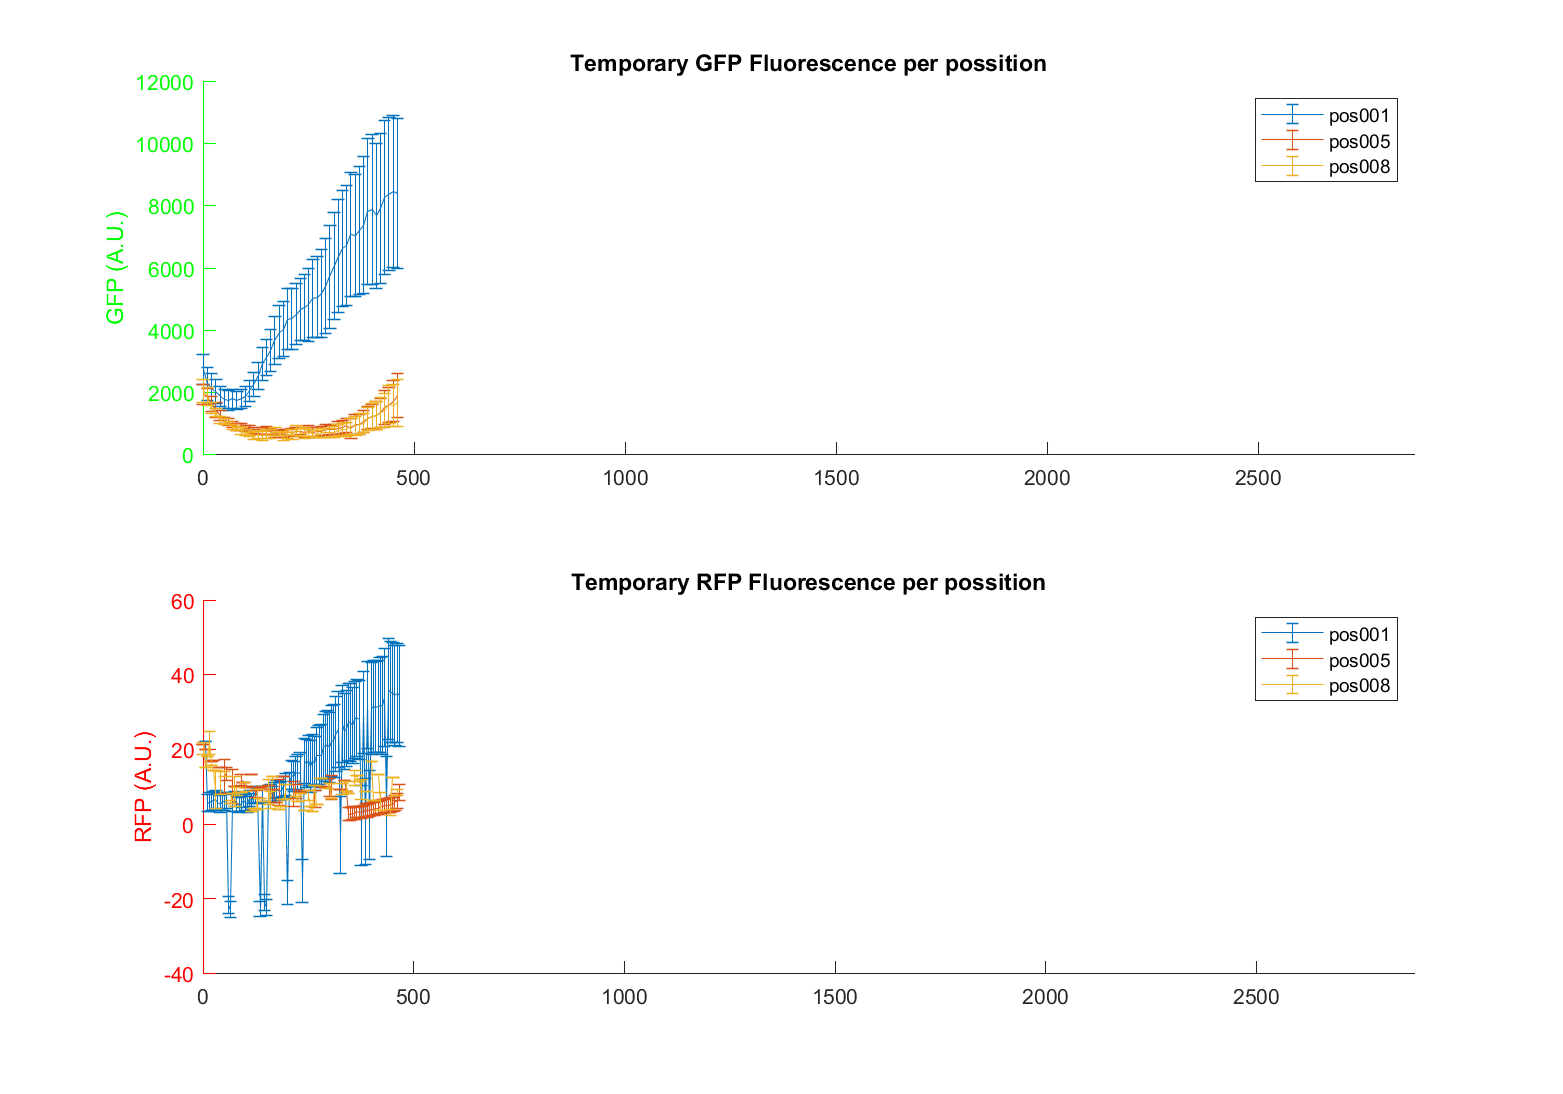 Temporary GFP Fluorescence per possition
12000
10000
8000
6000
4000
2000
0
GFP (A.U.)
pos001
pos005
pos008
0 500 1000 1500 2000 2500
Temporary RFP Fluorescence per possition
60
40
20
0
-20
-40
RFP (A.U.)
pos001
pos005
pos008
0 500 1000 1500 2000 2500